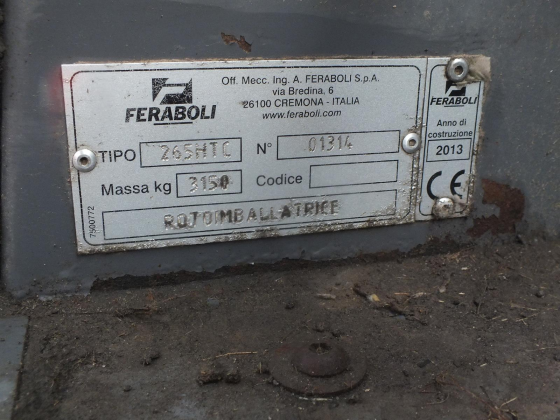 FERABOLI
Off. Mecc. Ing. A. FERABOLI S.p.A.
via Bredina, 6
26100 CREMONA - ITALIA
www.feraboli.com
TIPO 265HTC N° 01314
Massa kg 3150 Codice
ROTOIMBALLATRICE
7500772
FERABOLI
Anno di
costruzione
2013
CE